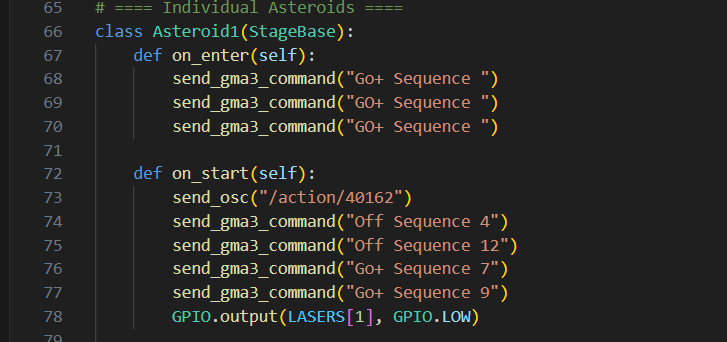 65 # ==== Individual Asteroids ====
66 class Asteroid1(StageBase):
67 def on_enter(self):
68 send_gma3_command("Go+ Sequence ")
69 send_gma3_command("GO+ Sequence ")
70 send_gma3_command("GO+ Sequence ")
71
72 def on_start(self):
73 send_osc("/action/40162")
74 send_gma3_command("Off Sequence 4")
75 send_gma3_command("Off Sequence 12")
76 send_gma3_command("Go+ Sequence 7")
77 send_gma3_command("Go+ Sequence 9")
78 GPIO.output(LASERS[1], GPIO.LOW)
79